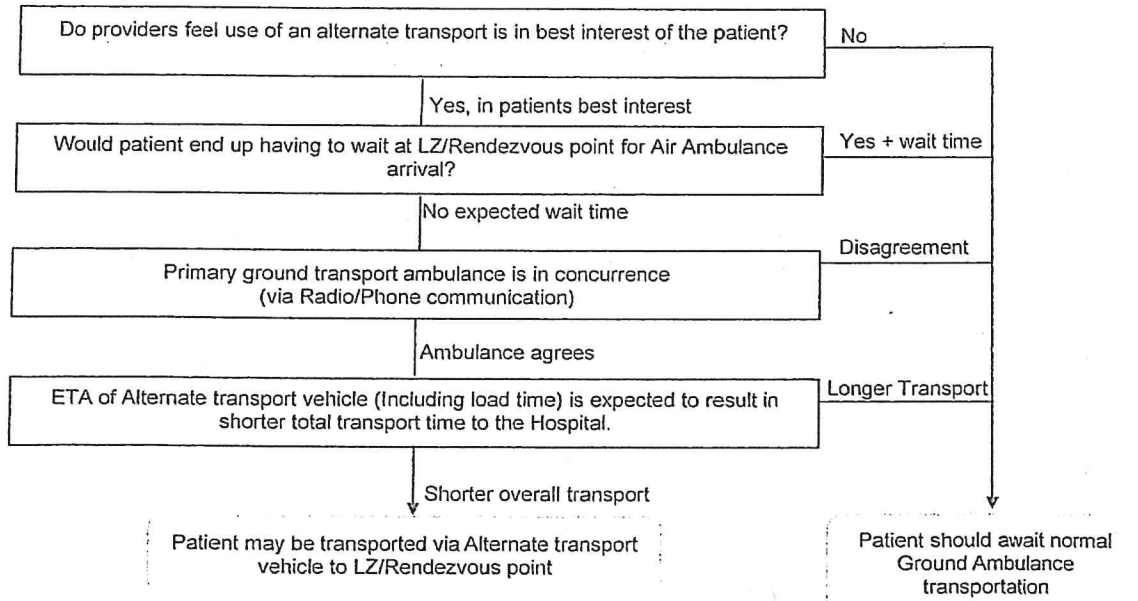 Do providers feel use of an alternate transport is in best interest of the patient?
No
Yes, in patients best interest
Would patient end up having to wait at LZ/Rendezvous point for Air Ambulance
arrival?
Yes + wait time
No expected wait time
Primary ground transport ambulance is in concurrence
(via Radio/Phone communication)
Disagreement
Ambulance agrees
ETA of Alternate transport vehicle (Including load time) is expected to result in
shorter total transport time to the Hospital.
Longer Transport
Shorter overall transport
Patient may be transported via Alternate transport
vehicle to LZ/Rendezvous point
Patient should await normal
Ground Ambulance
transportation